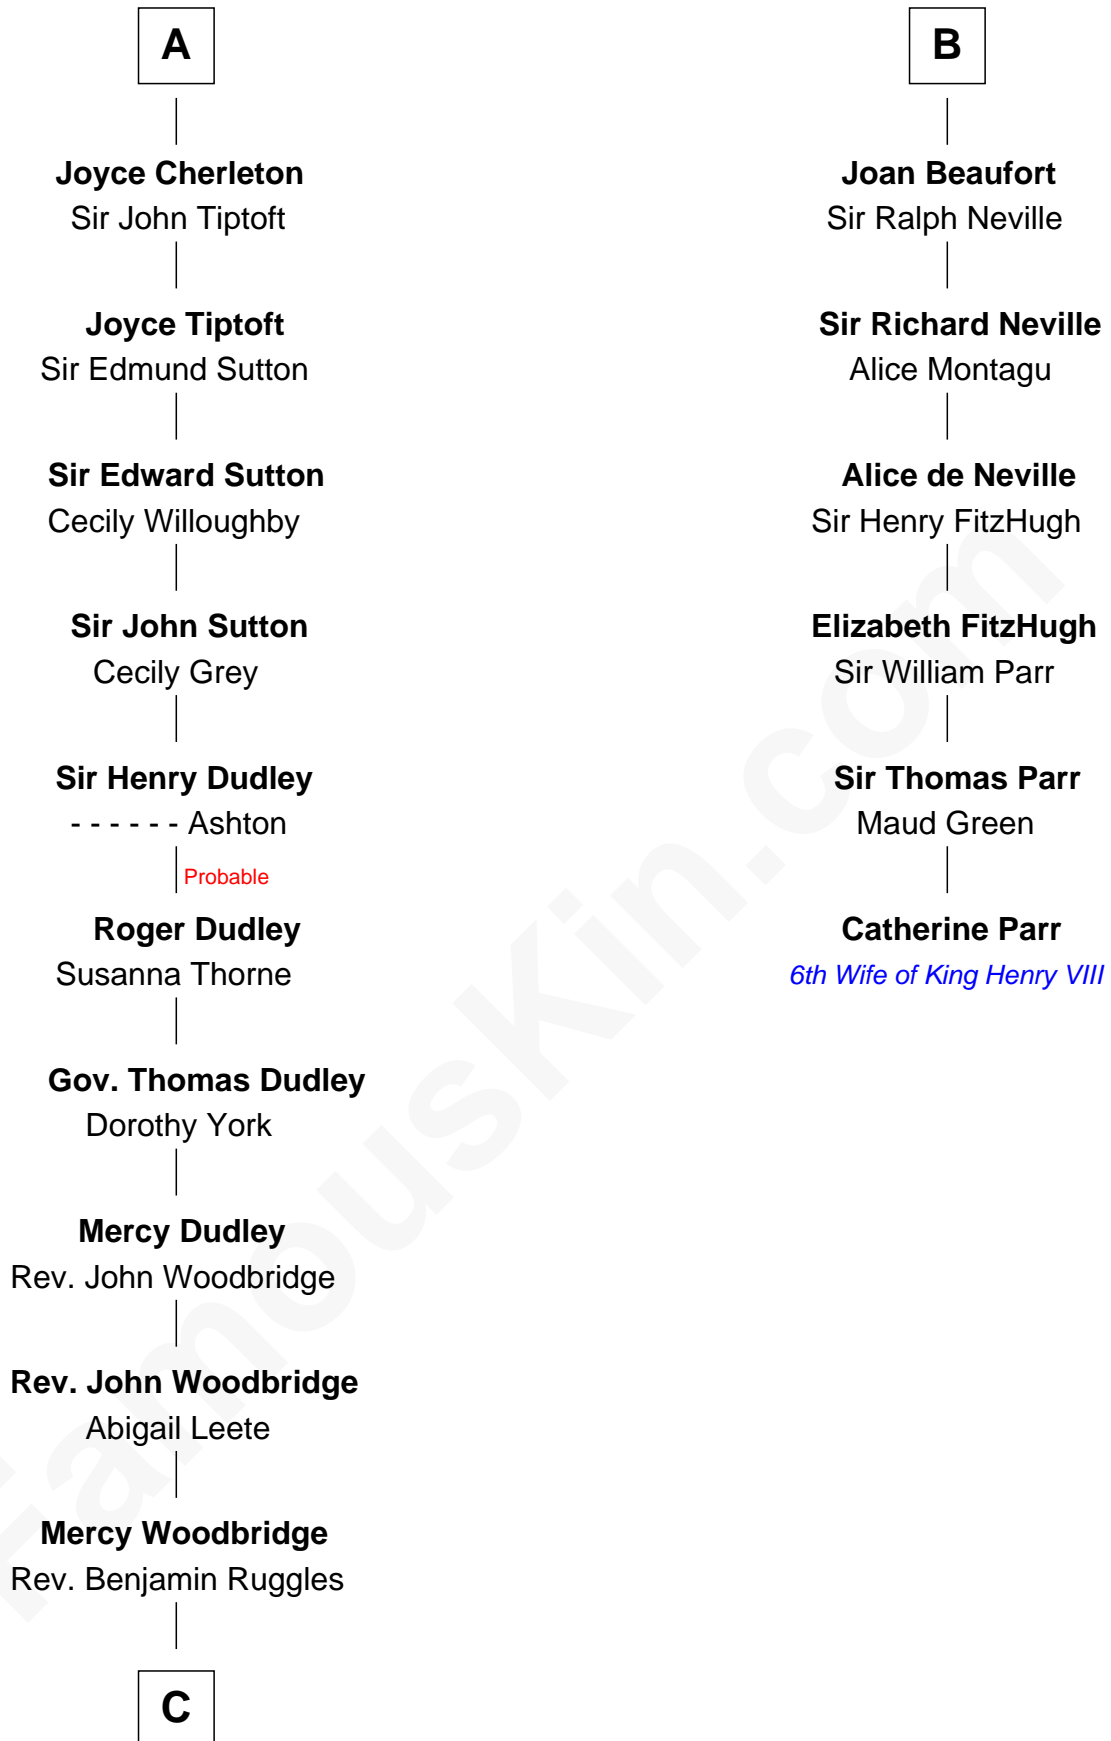 A
Joyce Cherleton
Sir John Tiptoft
Joyce Tiptoft
Sir Edmund Sutton
Sir Edward Sutton
Cecily Willoughby
Sir John Sutton
Cecily Grey
Sir Henry Dudley
- - - - - - Ashton
Probable
Roger Dudley
Susanna Thorne
Gov. Thomas Dudley
Dorothy York
Mercy Dudley
Rev. John Woodbridge
Rev. John Woodbridge
Abigail Leete
Mercy Woodbridge
Rev. Benjamin Ruggles
C
B
Joan Beaufort
Sir Ralph Neville
Sir Richard Neville
Alice Montagu
Alice de Neville
Sir Henry FitzHugh
Elizabeth FitzHugh
Sir William Parr
Sir Thomas Parr
Maud Green
Catherine Parr
6th Wife of King Henry VIII
FamousKin.com